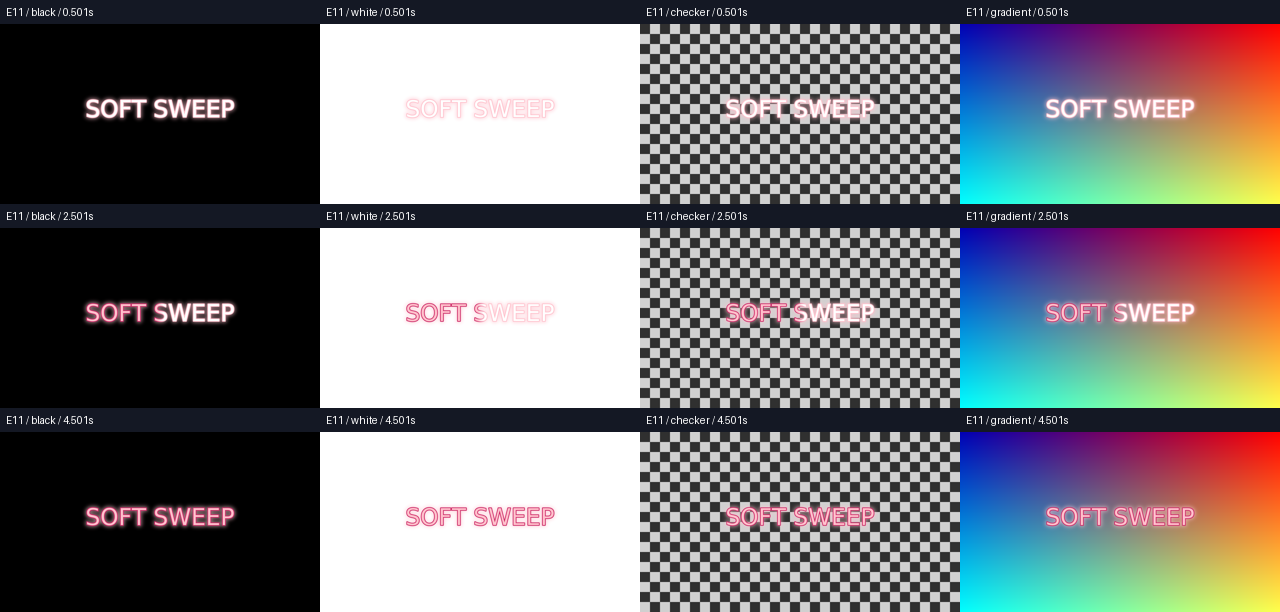 E11 / black / 0.501s
E11 / white / 0.501s
E11 / checker / 0.501s
E11 / gradient / 0.501s
SOFT SWEEP
SOFT SWEEP
SOFT SWEEP
SOFT SWEEP
E11 / black / 2.501s
E11 / white / 2.501s
E11 / checker / 2.501s
E11 / gradient / 2.501s
SOFT SWEEP
SOFT SWEEP
SOFT SWEEP
SOFT SWEEP
E11 / black / 4.501s
E11 / white / 4.501s
E11 / checker / 4.501s
E11 / gradient / 4.501s
SOFT SWEEP
SOFT SWEEP
SOFT SWEEP
SOFT SWEEP